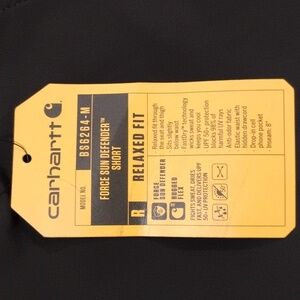 carhartt
MODEL NO.
BS6264-M
FORCE SUN DEFENDER™
SHORT
R
RELAXED FIT
Relaxed fit through
the seat and thigh
Sits slightly
below waist
FastDry® technology
wicks sweat and
keeps you cool
UPF 50+ protection
blocks 98% of
harmful UV rays
Anti-odor fabric
Elastic waist with
hidden drawcord
Drop-in cell
phone pocket
Inseam: 8"
FORCE
SUN DEFENDER
RUGGED
FLEX
FIGHTS SWEAT, DRIES
FAST, AND DELIVERS UPF
50+ UV PROTECTION